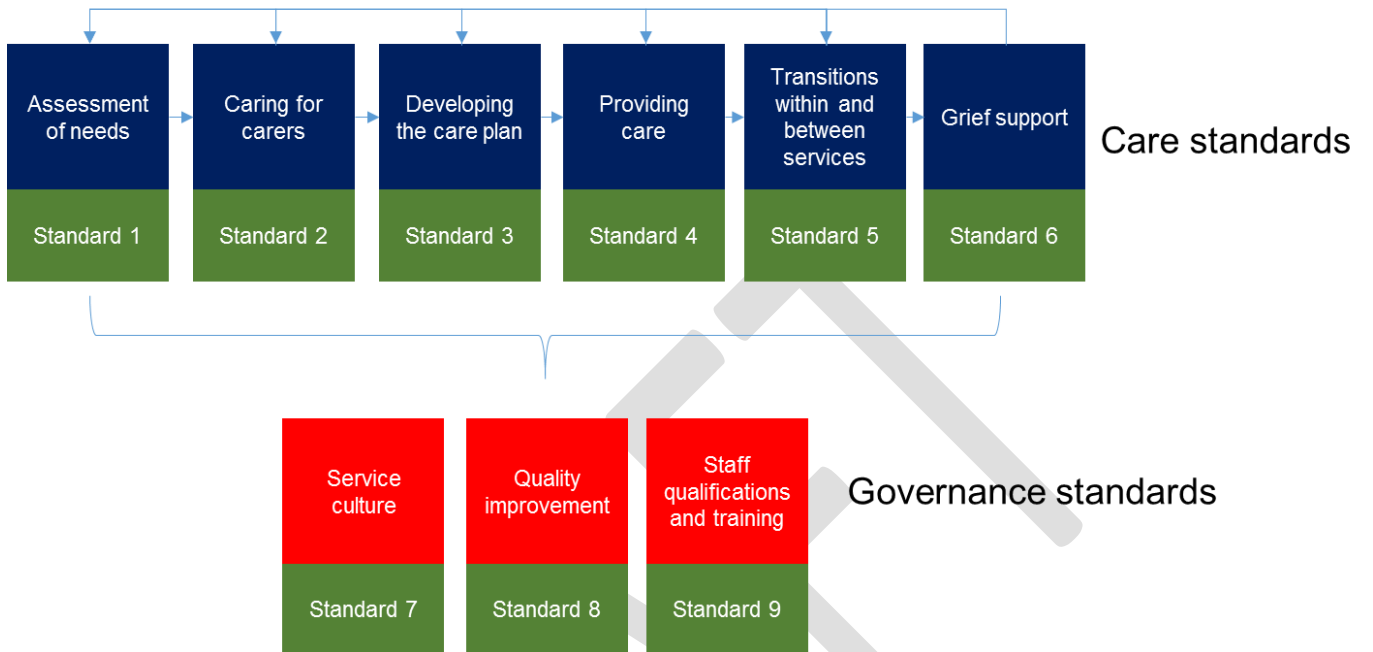 Assessment
of needs
Caring for
carers
Developing
the care plan
Providing
care
Transitions
within and
between
services
Grief support
Care standards
Standard 1
Standard 2
Standard 3
Standard 4
Standard 5
Standard 6
Service
culture
Quality
improvement
Staff
qualifications
and training
Governance standards
Standard 7
Standard 8
Standard 9